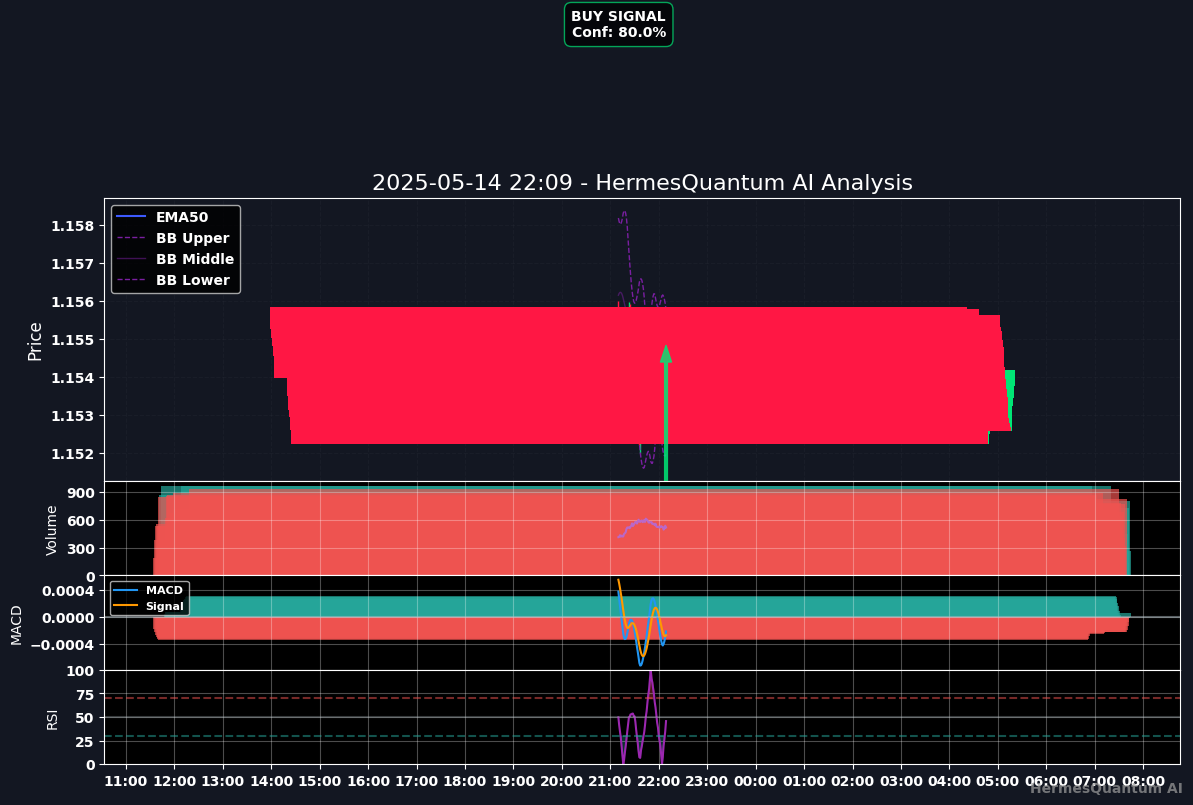 BUY SIGNAL
Conf: 80.0%
2025-05-14 22:09 - HermesQuantum AI Analysis
EMA50
BB Upper
BB Middle
BB Lower
Price
1.158
1.157
1.156
1.155
1.154
1.153
1.152
Volume
900
600
300
0
MACD
Signal
MACD
0.0004
0.0000
−0.0004
RSI
100
75
50
25
0
11:00 12:00 13:00 14:00 15:00 16:00 17:00 18:00 19:00 20:00 21:00 22:00 23:00 00:00 01:00 02:00 03:00 04:00 05:00 06:00 07:00 08:00
HermesQuantum AI